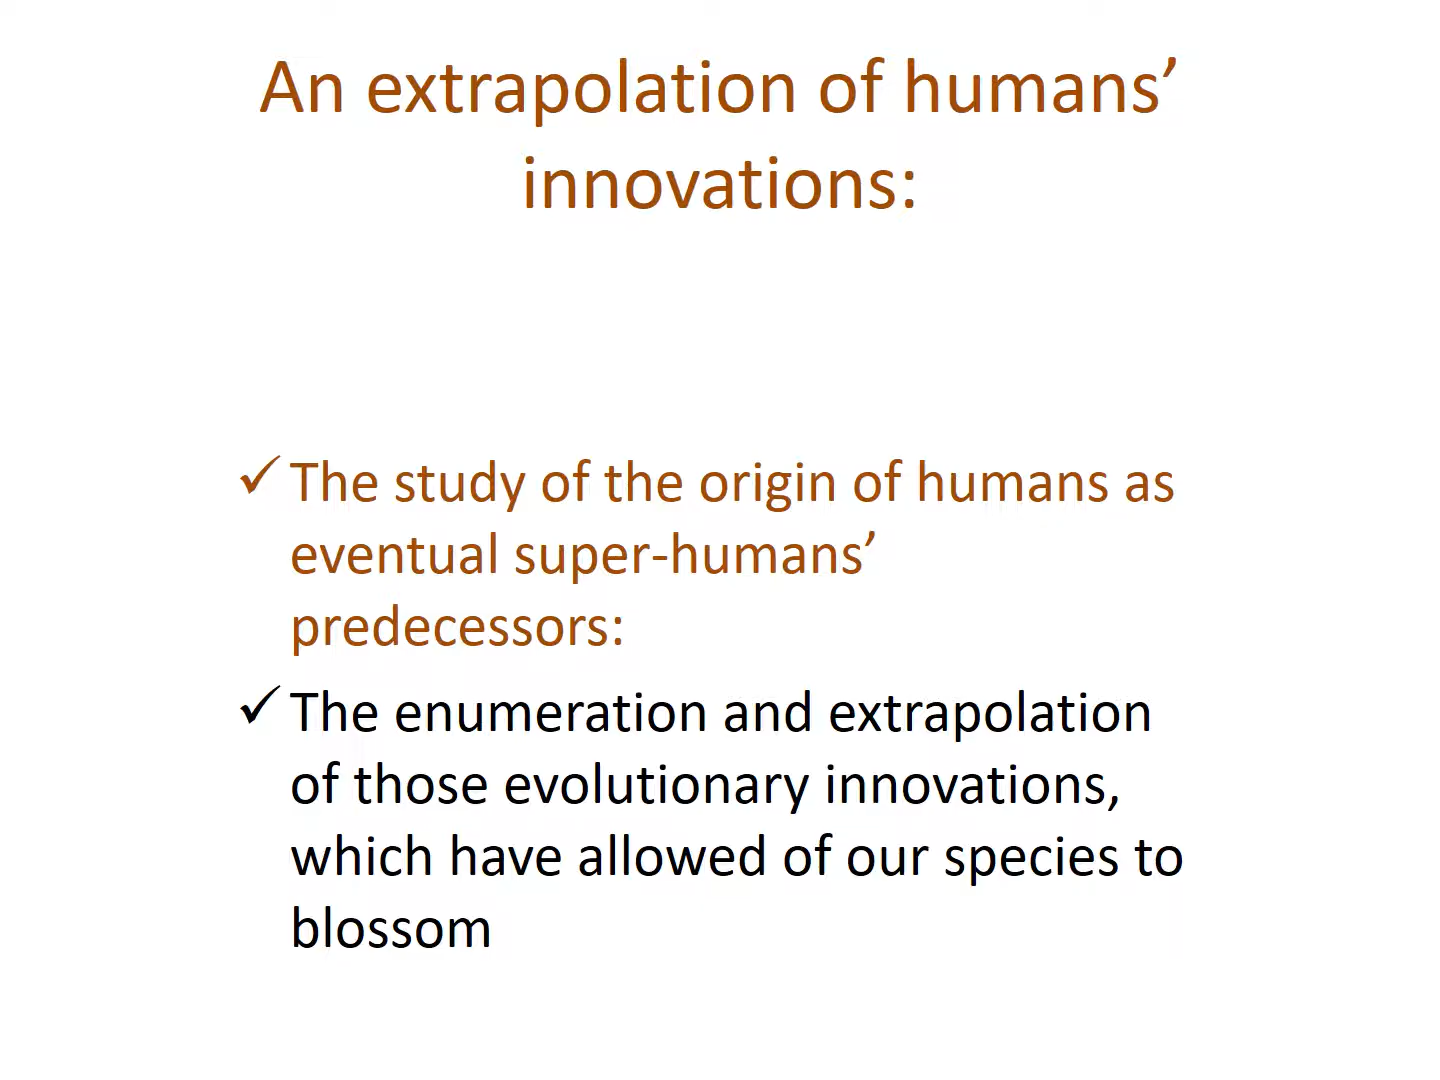 An extrapolation of humans’
innovations:
✓ The study of the origin of humans as
eventual super-humans’
predecessors:
✓ The enumeration and extrapolation
of those evolutionary innovations,
which have allowed of our species to
blossom